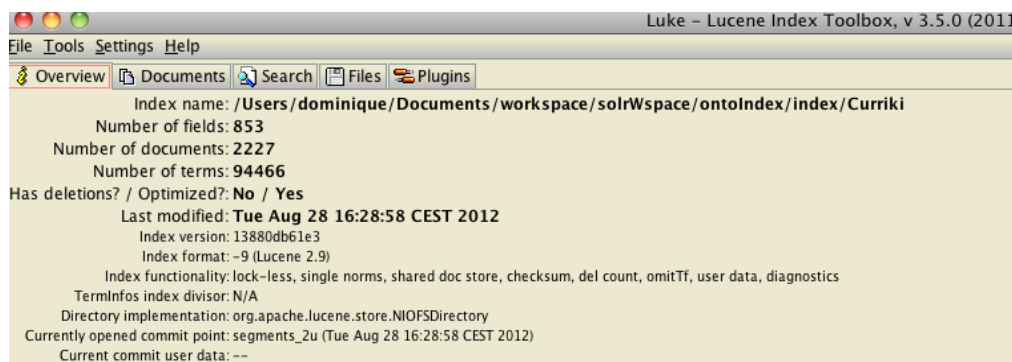 Luke – Lucene Index Toolbox, v 3.5.0 (2011
File Tools Settings Help
Overview Documents Search Files Plugins
Index name: /Users/dominique/Documents/workspace/solrWspace/ontoIndex/index/Curriki
Number of fields: 853
Number of documents: 2227
Number of terms: 94466
Has deletions? / Optimized?: No / Yes
Last modified: Tue Aug 28 16:28:58 CEST 2012
Index version: 13880db61e3
Index format: -9 (Lucene 2.9)
Index functionality: lock-less, single norms, shared doc store, checksum, del count, omitTf, user data, diagnostics
TermInfos index divisor: N/A
Directory implementation: org.apache.lucene.store.NIOFSDirectory
Currently opened commit point: segments_2u (Tue Aug 28 16:28:58 CEST 2012)
Current commit user data: --